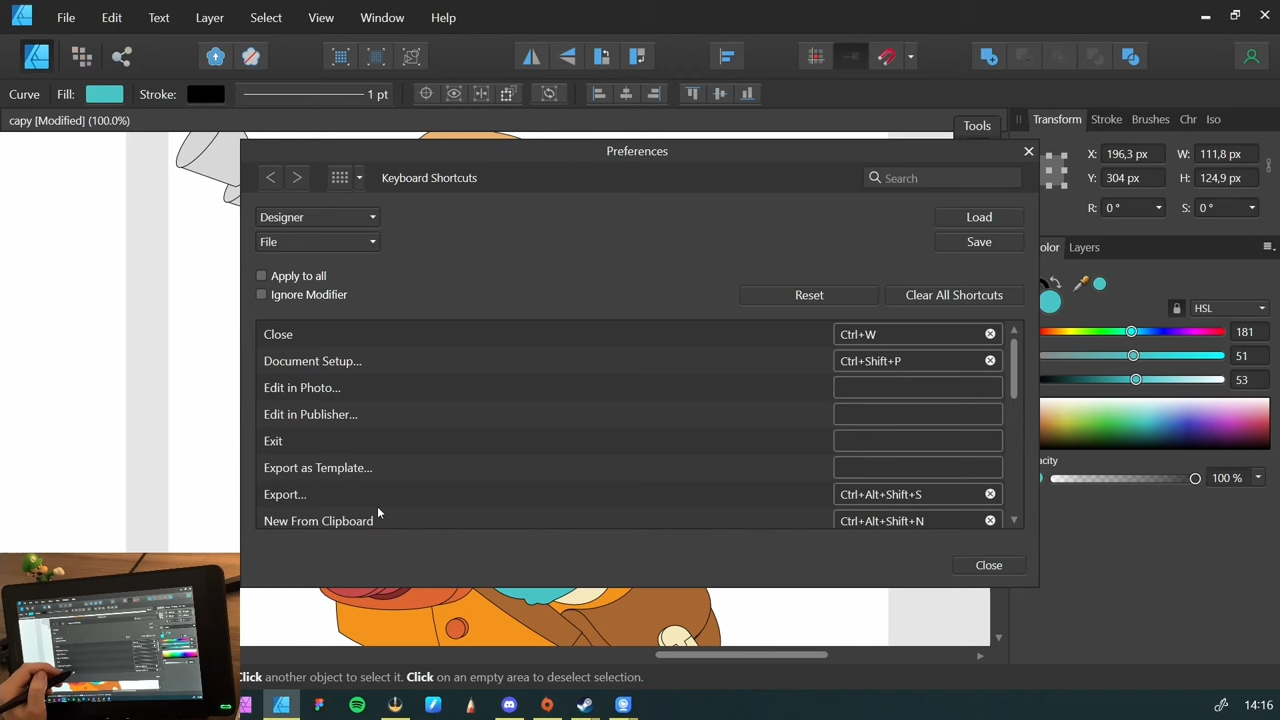 File Edit Text Layer Select View Window Help
Curve Fill: Stroke: 1 pt
capy [Modified] (100.0%)
Tools
Transform Stroke Brushes Chr Iso
X: 196,3 px W: 111,8 px
Y: 304 px H: 124,9 px
R: 0 ° S: 0 °
Preferences
Keyboard Shortcuts
Search
Designer
Load
File
Save
Apply to all
Ignore Modifier
Reset
Clear All Shortcuts
Close Ctrl+W
Document Setup... Ctrl+Shift+P
Edit in Photo...
Edit in Publisher...
Exit
Export as Template...
Export... Ctrl+Alt+Shift+S
New From Clipboard Ctrl+Alt+Shift+N
Close
olor Layers
HSL
181
51
53
acity
100 %
Click another object to select it. Click on an empty area to deselect selection.
14:16